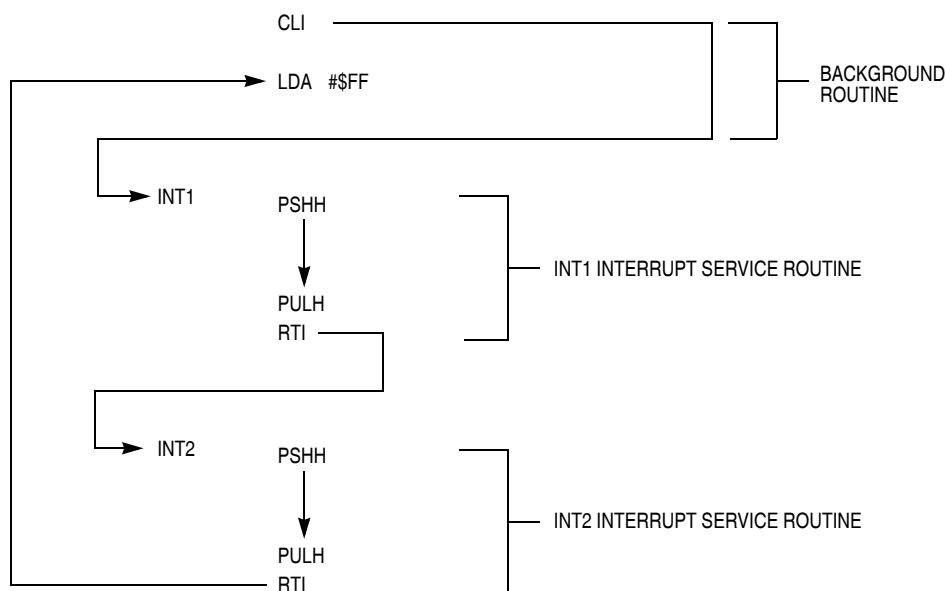 CLI
LDA #$FF
BACKGROUND
ROUTINE
INT1
PSHH
INT1 INTERRUPT SERVICE ROUTINE
PULH
RTI
INT2
PSHH
INT2 INTERRUPT SERVICE ROUTINE
PULH
RTI